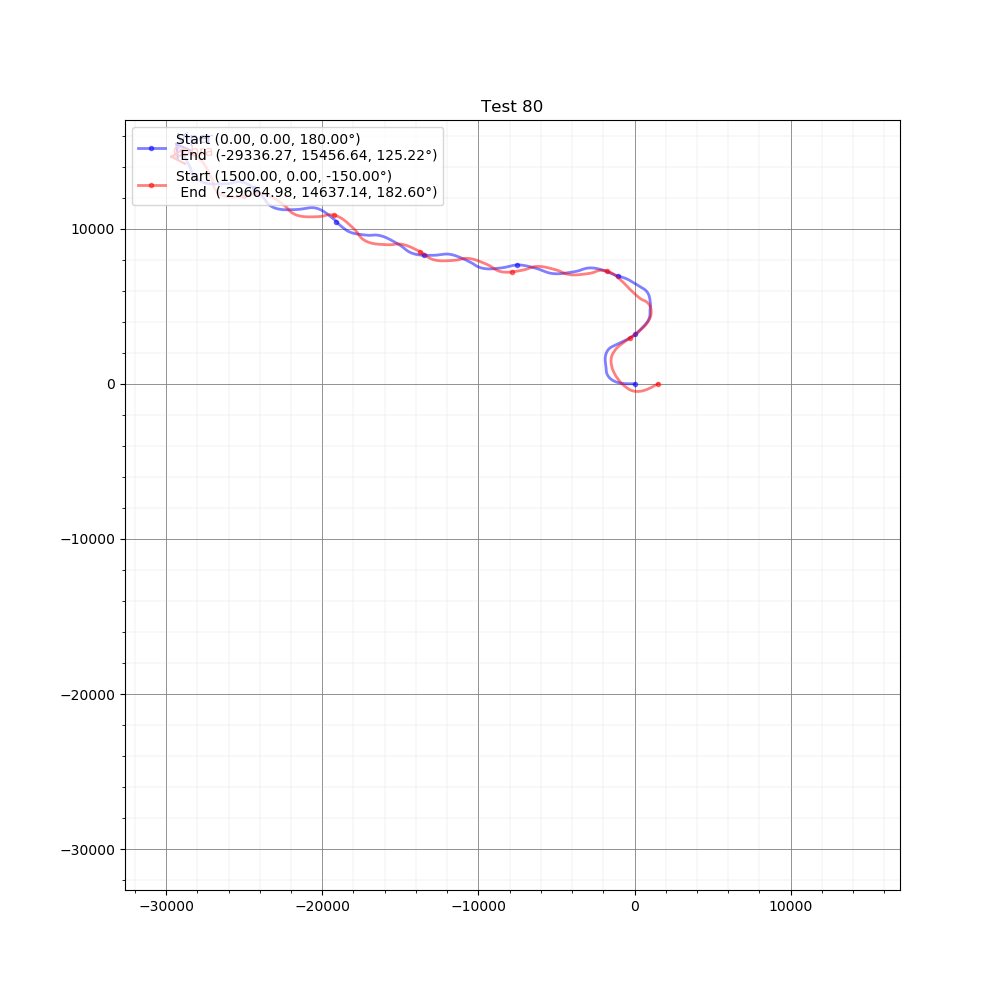 Test 80
Start (0.00, 0.00, 180.00°)
End (-29336.27, 15456.64, 125.22°)
Start (1500.00, 0.00, -150.00°)
End (-29664.98, 14637.14, 182.60°)
10000
0
−10000
−20000
−30000
−30000 −20000 −10000 0 10000